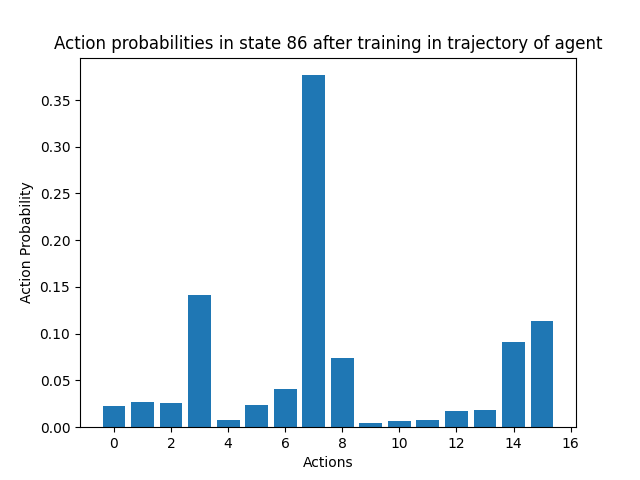 Action probabilities in state 86 after training in trajectory of agent
0.35
0.30
0.25
0.20
0.15
0.10
0.05
0.00
Action Probability
0 2 4 6 8 10 12 14 16
Actions